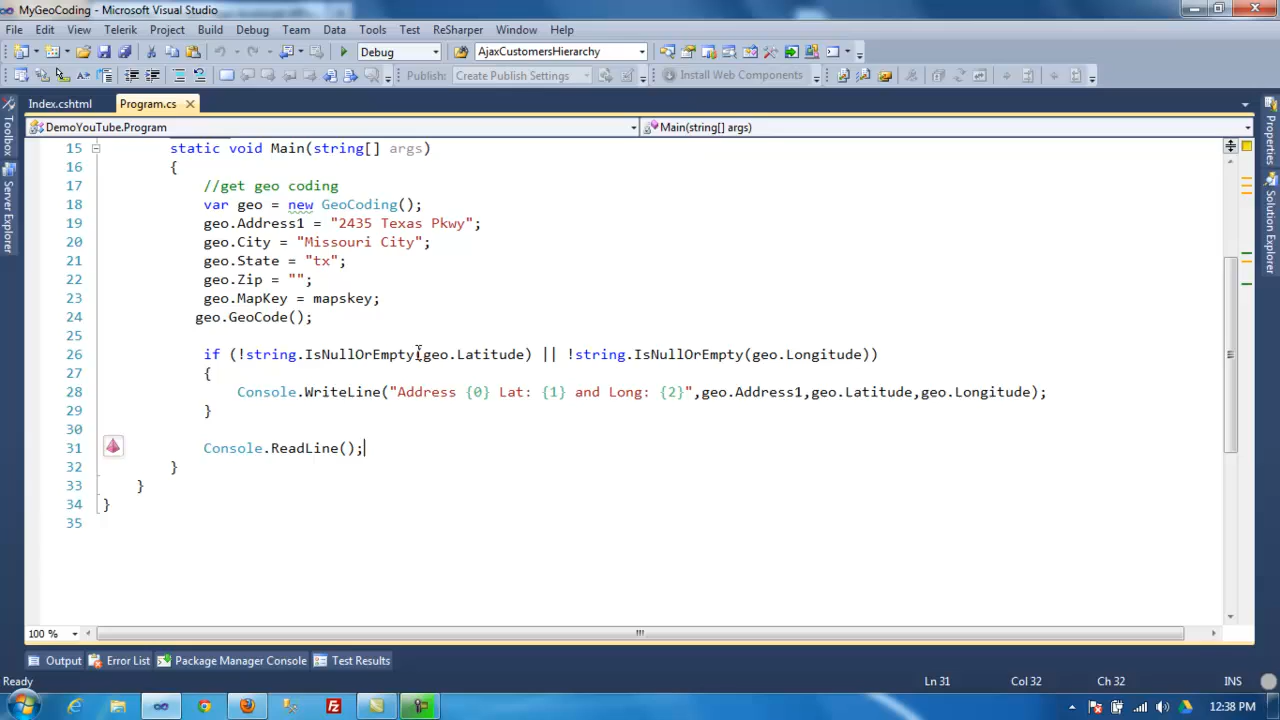 MyGeoCoding - Microsoft Visual Studio
File Edit View Telerik Project Build Debug Team Data Tools Test ReSharper Analyze Window Help
Debug AjaxCustomersHierarchy
Publish: Create Publish Settings Install Web Components
Index.cshtml Program.cs
DemoYouTube.Program Main(string[] args)
15 static void Main(string[] args)
16 {
17 //get geo coding
18 var geo = new GeoCoding();
19 geo.Address1 = "2435 Texas Pkwy";
20 geo.City = "Missouri City";
21 geo.State = "tx";
22 geo.Zip = "";
23 geo.MapKey = mapskey;
24 geo.GeoCode();
25
26 if (!string.IsNullOrEmpty(geo.Latitude) || !string.IsNullOrEmpty(geo.Longitude))
27 {
28 Console.WriteLine("Address {0} Lat: {1} and Long: {2}",geo.Address1,geo.Latitude,geo.Longitude);
29 }
30
31 Console.ReadLine();
32 }
33 }
34 }
35
Toolbox
Server Explorer
Properties
Solution Explorer
100 %
Output Error List Package Manager Console Test Results
Ready Ln 31 Col 32 Ch 32 INS
12:38 PM